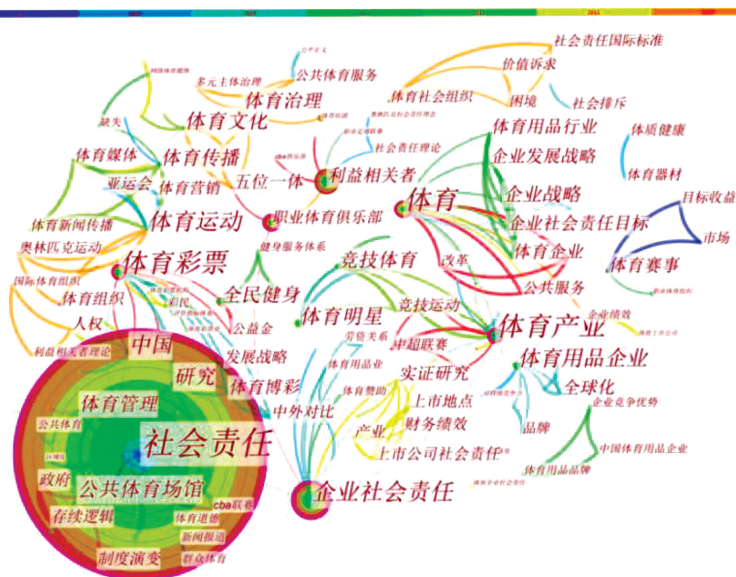 社会责任国际标准
价值诉求
多元主体治理
公共体育服务
体育治理
体育社会组织
困境
社会排斥
缺失
体育文化
体育用品行业
体质健康
社会责任理论
体育媒体
体育传播
企业发展战略
利益相关者
体育器材
亚运会
体育营销
五位一体
体育
企业战略
目标收益
体育新闻传播
体育运动
职业体育俱乐部
企业社会责任目标
市场
奥林匹克运动
健身服务体系
竞技体育
体育企业
国际体育组织
体育彩票
改革
体育赛事
体育组织
彩民
全民健身
公共服务
竞技运动
人权
公益金
体育明星
体育产业
企业绩效
利益相关者理论
中国
发展战略
劳资关系
中超联赛
体育用品企业
研究
体育博彩
体育用品业
实证研究
全球化
体育管理
中外对比
体育赞助
上市地点
企业竞争优势
公共体育
产业
财务绩效
品牌
社会责任
上市公司社会责任
中国体育用品企业
政府
公共体育场馆
企业社会责任
体育用品品牌
存续逻辑
cba联赛
体育道德
新闻报道
制度演变
群众体育